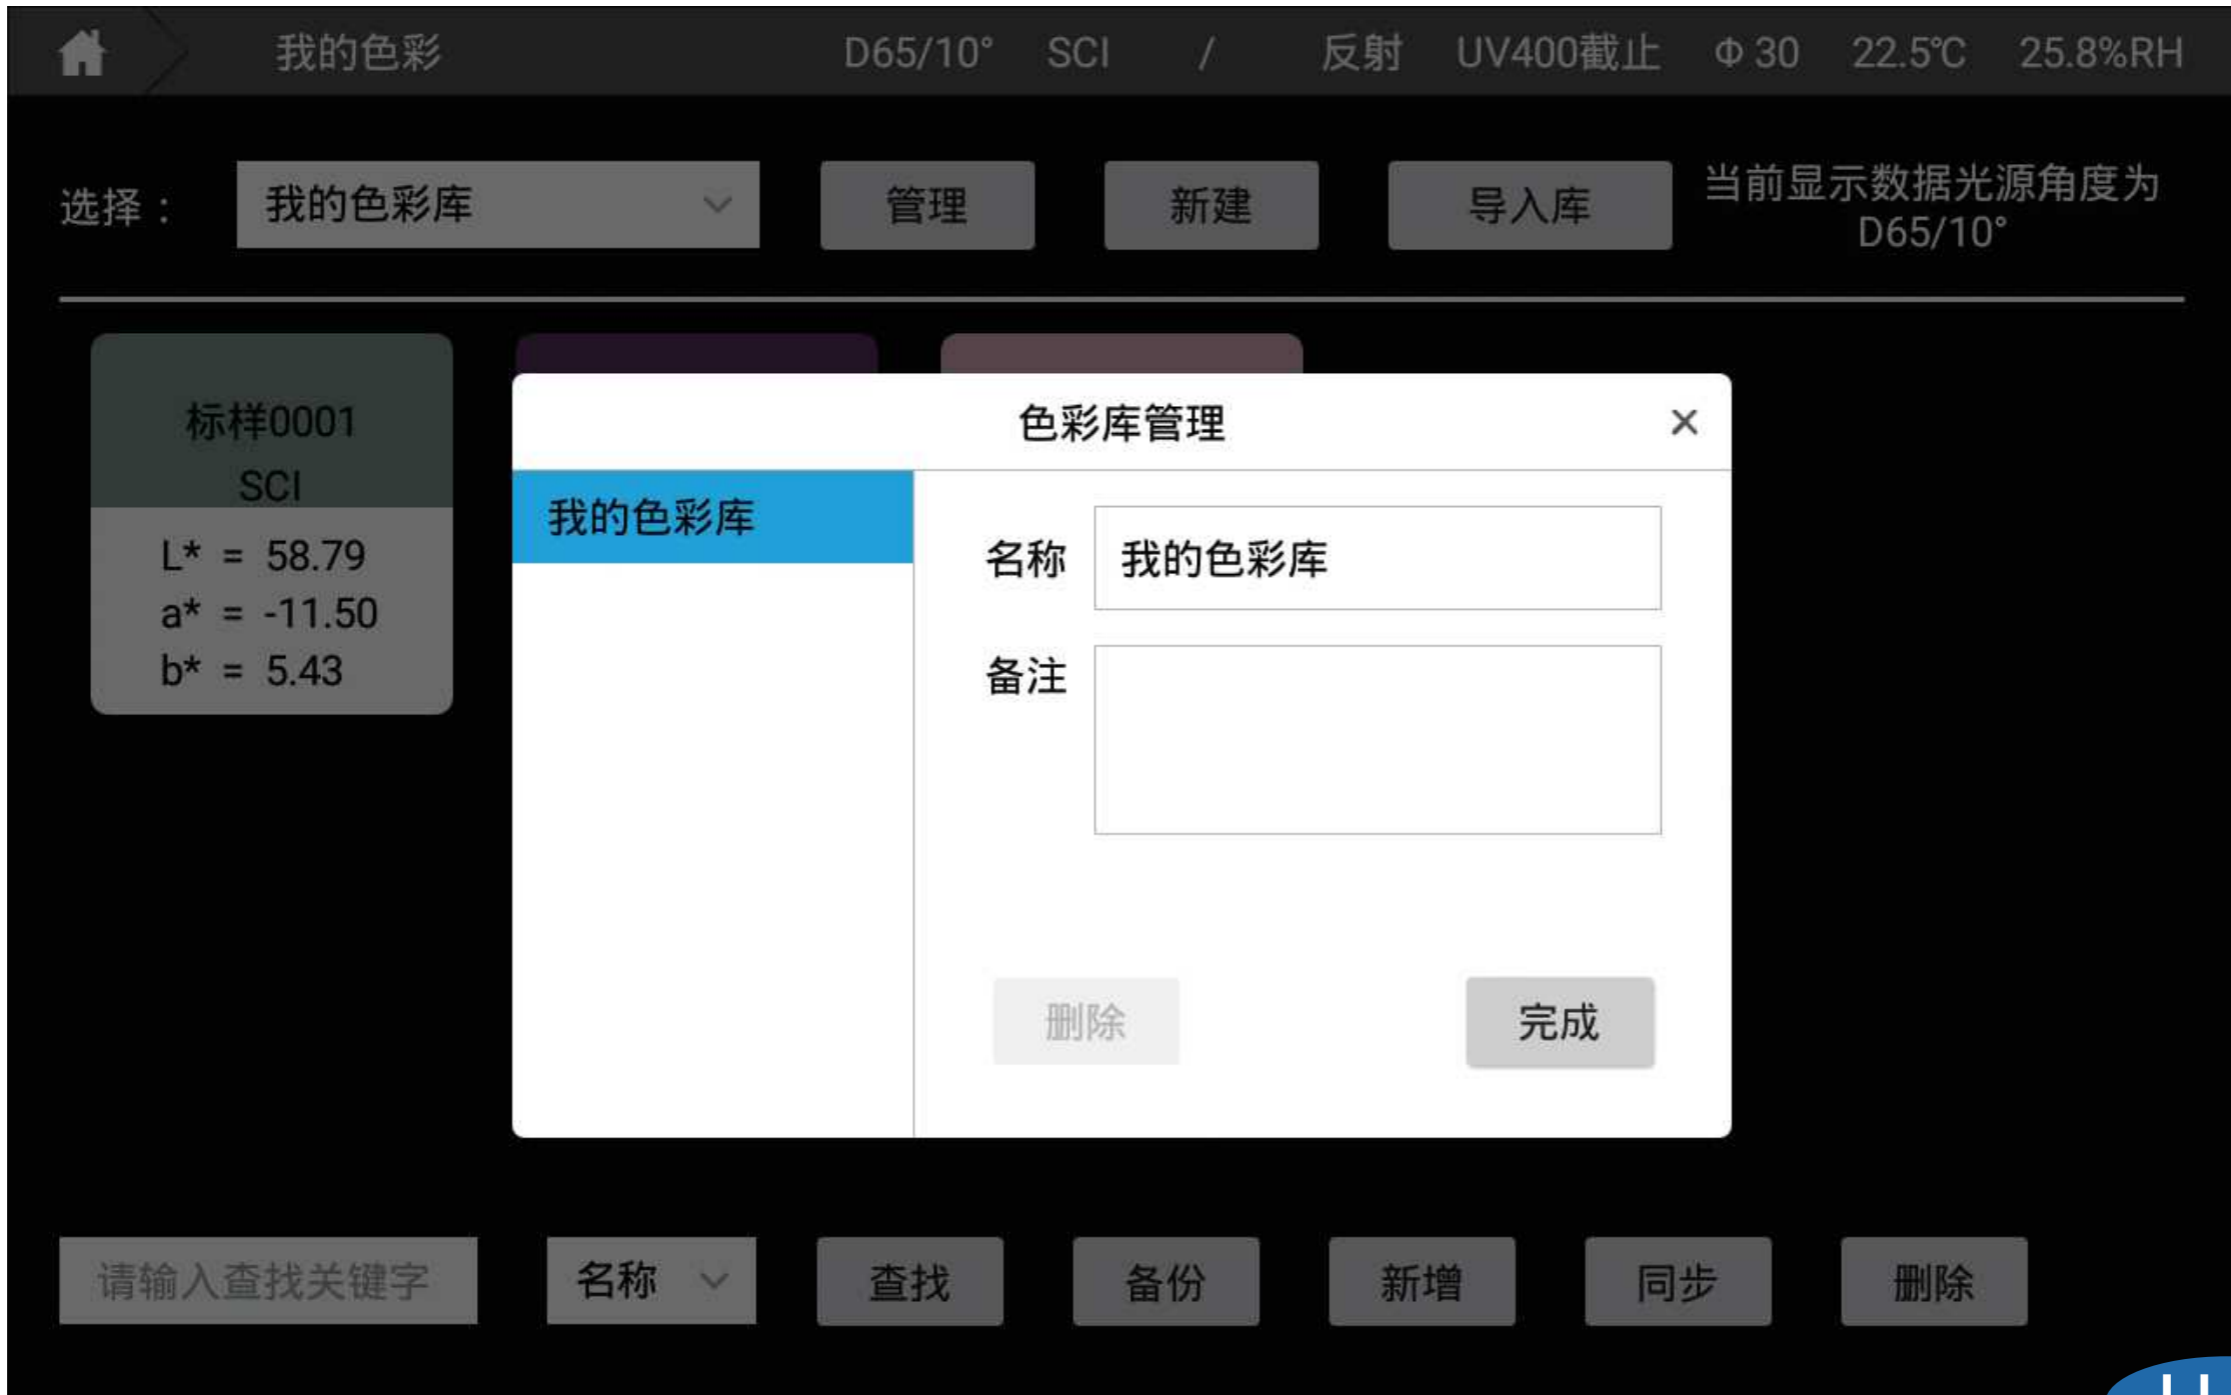 我的色彩 D65/10° SCI / 反射 UV400截止 Φ 30 22.5℃ 25.8%RH
选择： 我的色彩库 管理 新建 导入库 当前显示数据光源角度为
D65/10°
标样0001
SCI
L* = 58.79
a* = -11.50
b* = 5.43
色彩库管理 ×
我的色彩库
名称 我的色彩库
备注
删除 完成
请输入查找关键字 名称 查找 备份 新增 同步 删除